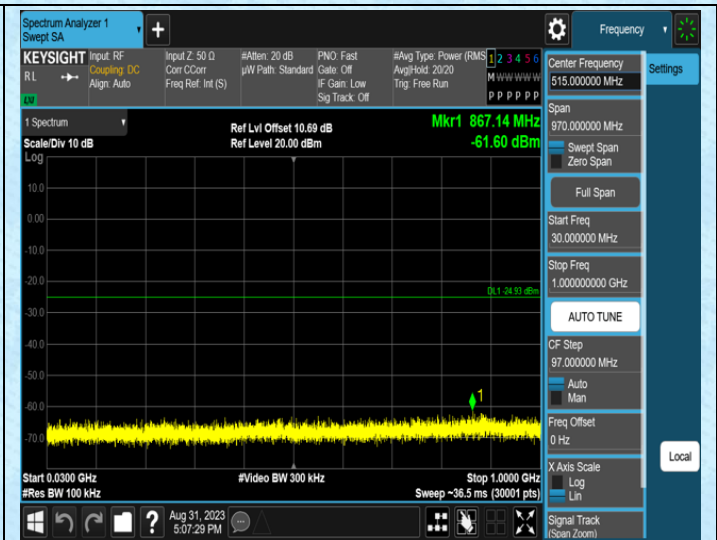 Spectrum Analyzer 1
Swept SA
+
Frequency
KEYSIGHT
RL
LXI
Input: RF
Coupling: DC
Align: Auto
Input Z: 50 Ω
Corr CCorr
Freq Ref: Int (S)
#Atten: 20 dB
µW Path: Standard
PNO: Fast
Gate: Off
IF Gain: Low
Sig Track: Off
#Avg Type: Power (RMS
Avg|Hold: 20/20
Trig: Free Run
1 2 3 4 5 6
M W W W W W
P P P P P P
1 Spectrum
Scale/Div 10 dB
Log
Ref Lvl Offset 10.69 dB
Ref Level 20.00 dBm
Mkr1 867.14 MHz
-61.60 dBm
10.0
0.00
-10.0
-20.0
DL1 -24.93 dBm
-30.0
-40.0
-50.0
-60.0
-70.0
1
Start 0.0300 GHz
#Res BW 100 kHz
#Video BW 300 kHz
Stop 1.0000 GHz
Sweep ~36.5 ms (30001 pts)
Aug 31, 2023
5:07:29 PM
?
Center Frequency
515.000000 MHz
Settings
Span
970.000000 MHz
Swept Span
Zero Span
Full Span
Start Freq
30.000000 MHz
Stop Freq
1.000000000 GHz
AUTO TUNE
CF Step
97.000000 MHz
Auto
Man
Freq Offset
0 Hz
X Axis Scale
Log
Lin
Local
Signal Track
(Span Zoom)